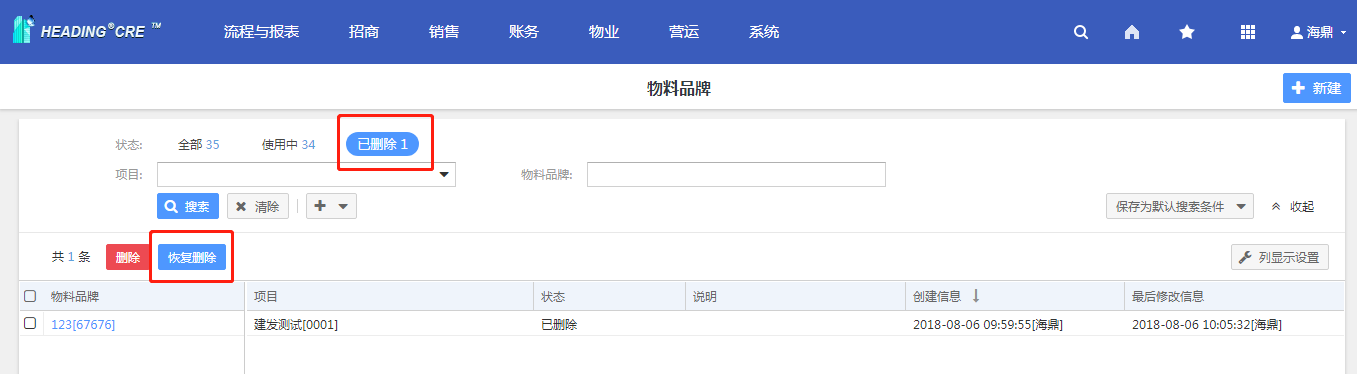 HEADING®CRE ™ 流程与报表 招商 销售 账务 物业 营运 系统 海鼎
物料品牌 新建
状态: 全部 35 使用中 34 已删除 1
项目: 物料品牌:
搜索 清除 保存为默认搜索条件 收起
共 1 条 删除 恢复删除 列显示设置
物料品牌 项目 状态 说明 创建信息 最后修改信息
123[67676] 建发测试[0001] 已删除 2018-08-06 09:59:55[海鼎] 2018-08-06 10:05:32[海鼎]